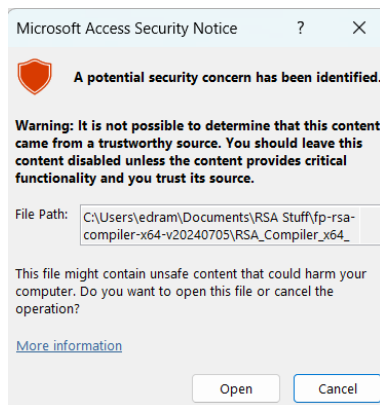 Microsoft Access Security Notice ? ✕
A potential security concern has been identified.
Warning: It is not possible to determine that this content
came from a trustworthy source. You should leave this
content disabled unless the content provides critical
functionality and you trust its source.
File Path: C:\Users\edram\Documents\RSA Stuff\fp-rsa-
compiler-x64-v20240705\RSA_Compiler_x64_
This file might contain unsafe content that could harm your
computer. Do you want to open this file or cancel the
operation?
More information
Open Cancel